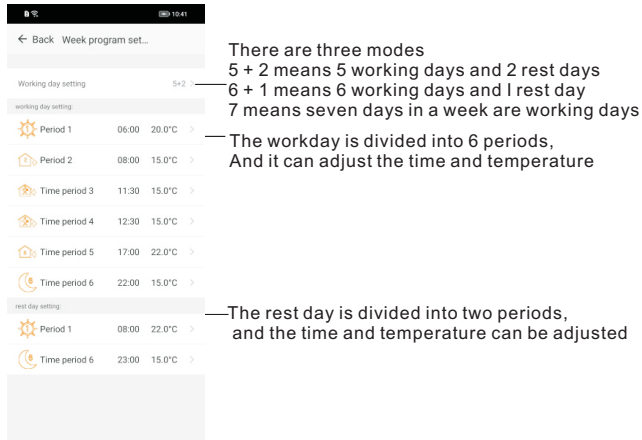 10:41
← Back Week program set...
Working day setting 5+2 >
working day setting:
Period 1 06:00 20.0°C >
Period 2 08:00 15.0°C >
Time period 3 11:30 15.0°C >
Time period 4 12:30 15.0°C >
Time period 5 17:00 22.0°C >
Time period 6 22:00 15.0°C >
rest day setting:
Period 1 08:00 22.0°C >
Time period 6 23:00 15.0°C >
There are three modes
5 + 2 means 5 working days and 2 rest days
6 + 1 means 6 working days and I rest day
7 means seven days in a week are working days
The workday is divided into 6 periods,
And it can adjust the time and temperature
The rest day is divided into two periods,
and the time and temperature can be adjusted